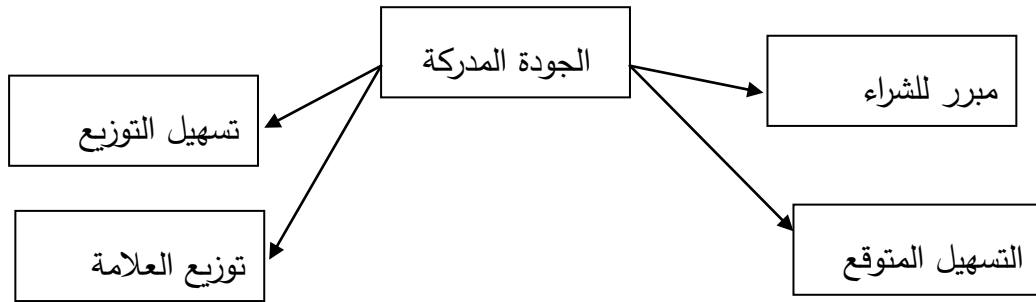 الجودة المدركة
مبرر للشراء
تسهيل التوزيع
التسهيل المتوقع
توزيع العلامة